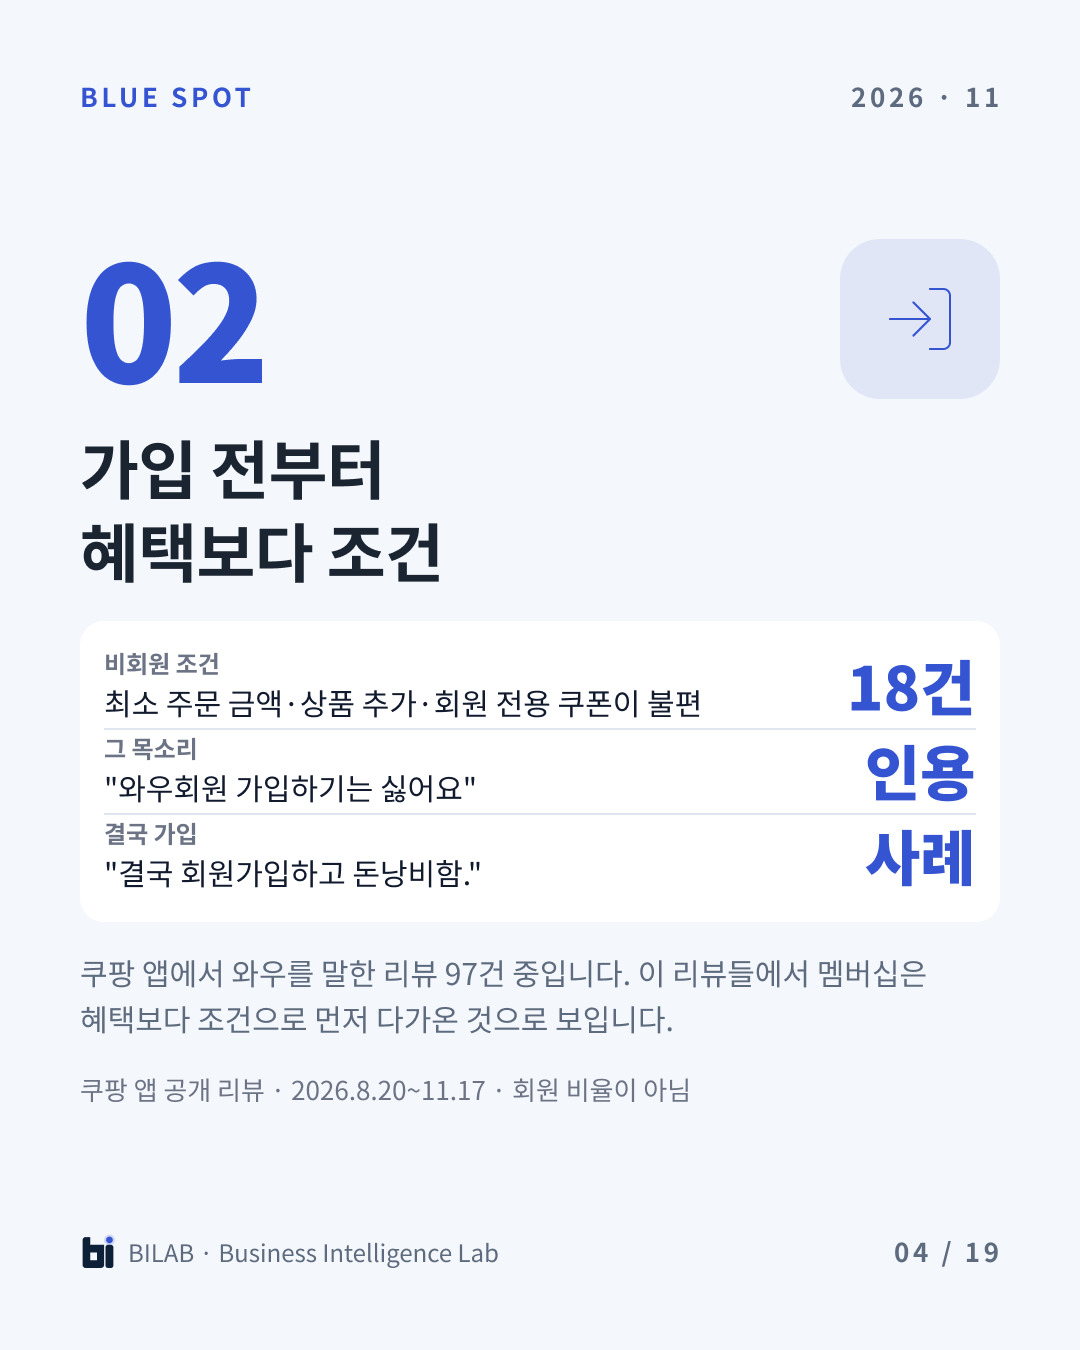 BLUE SPOT
2026 · 11
02
가입 전부터
혜택보다 조건
비회원 조건
최소 주문 금액·상품 추가·회원 전용 쿠폰이 불편
18건
그 목소리
"와우회원 가입하기는 싫어요"
인용
결국 가입
"결국 회원가입하고 돈낭비함."
사례
쿠팡 앱에서 와우를 말한 리뷰 97건 중입니다. 이 리뷰들에서 멤버십은
혜택보다 조건으로 먼저 다가온 것으로 보입니다.
쿠팡 앱 공개 리뷰 · 2026.8.20~11.17 · 회원 비율이 아님
bi BILAB · Business Intelligence Lab
04 / 19